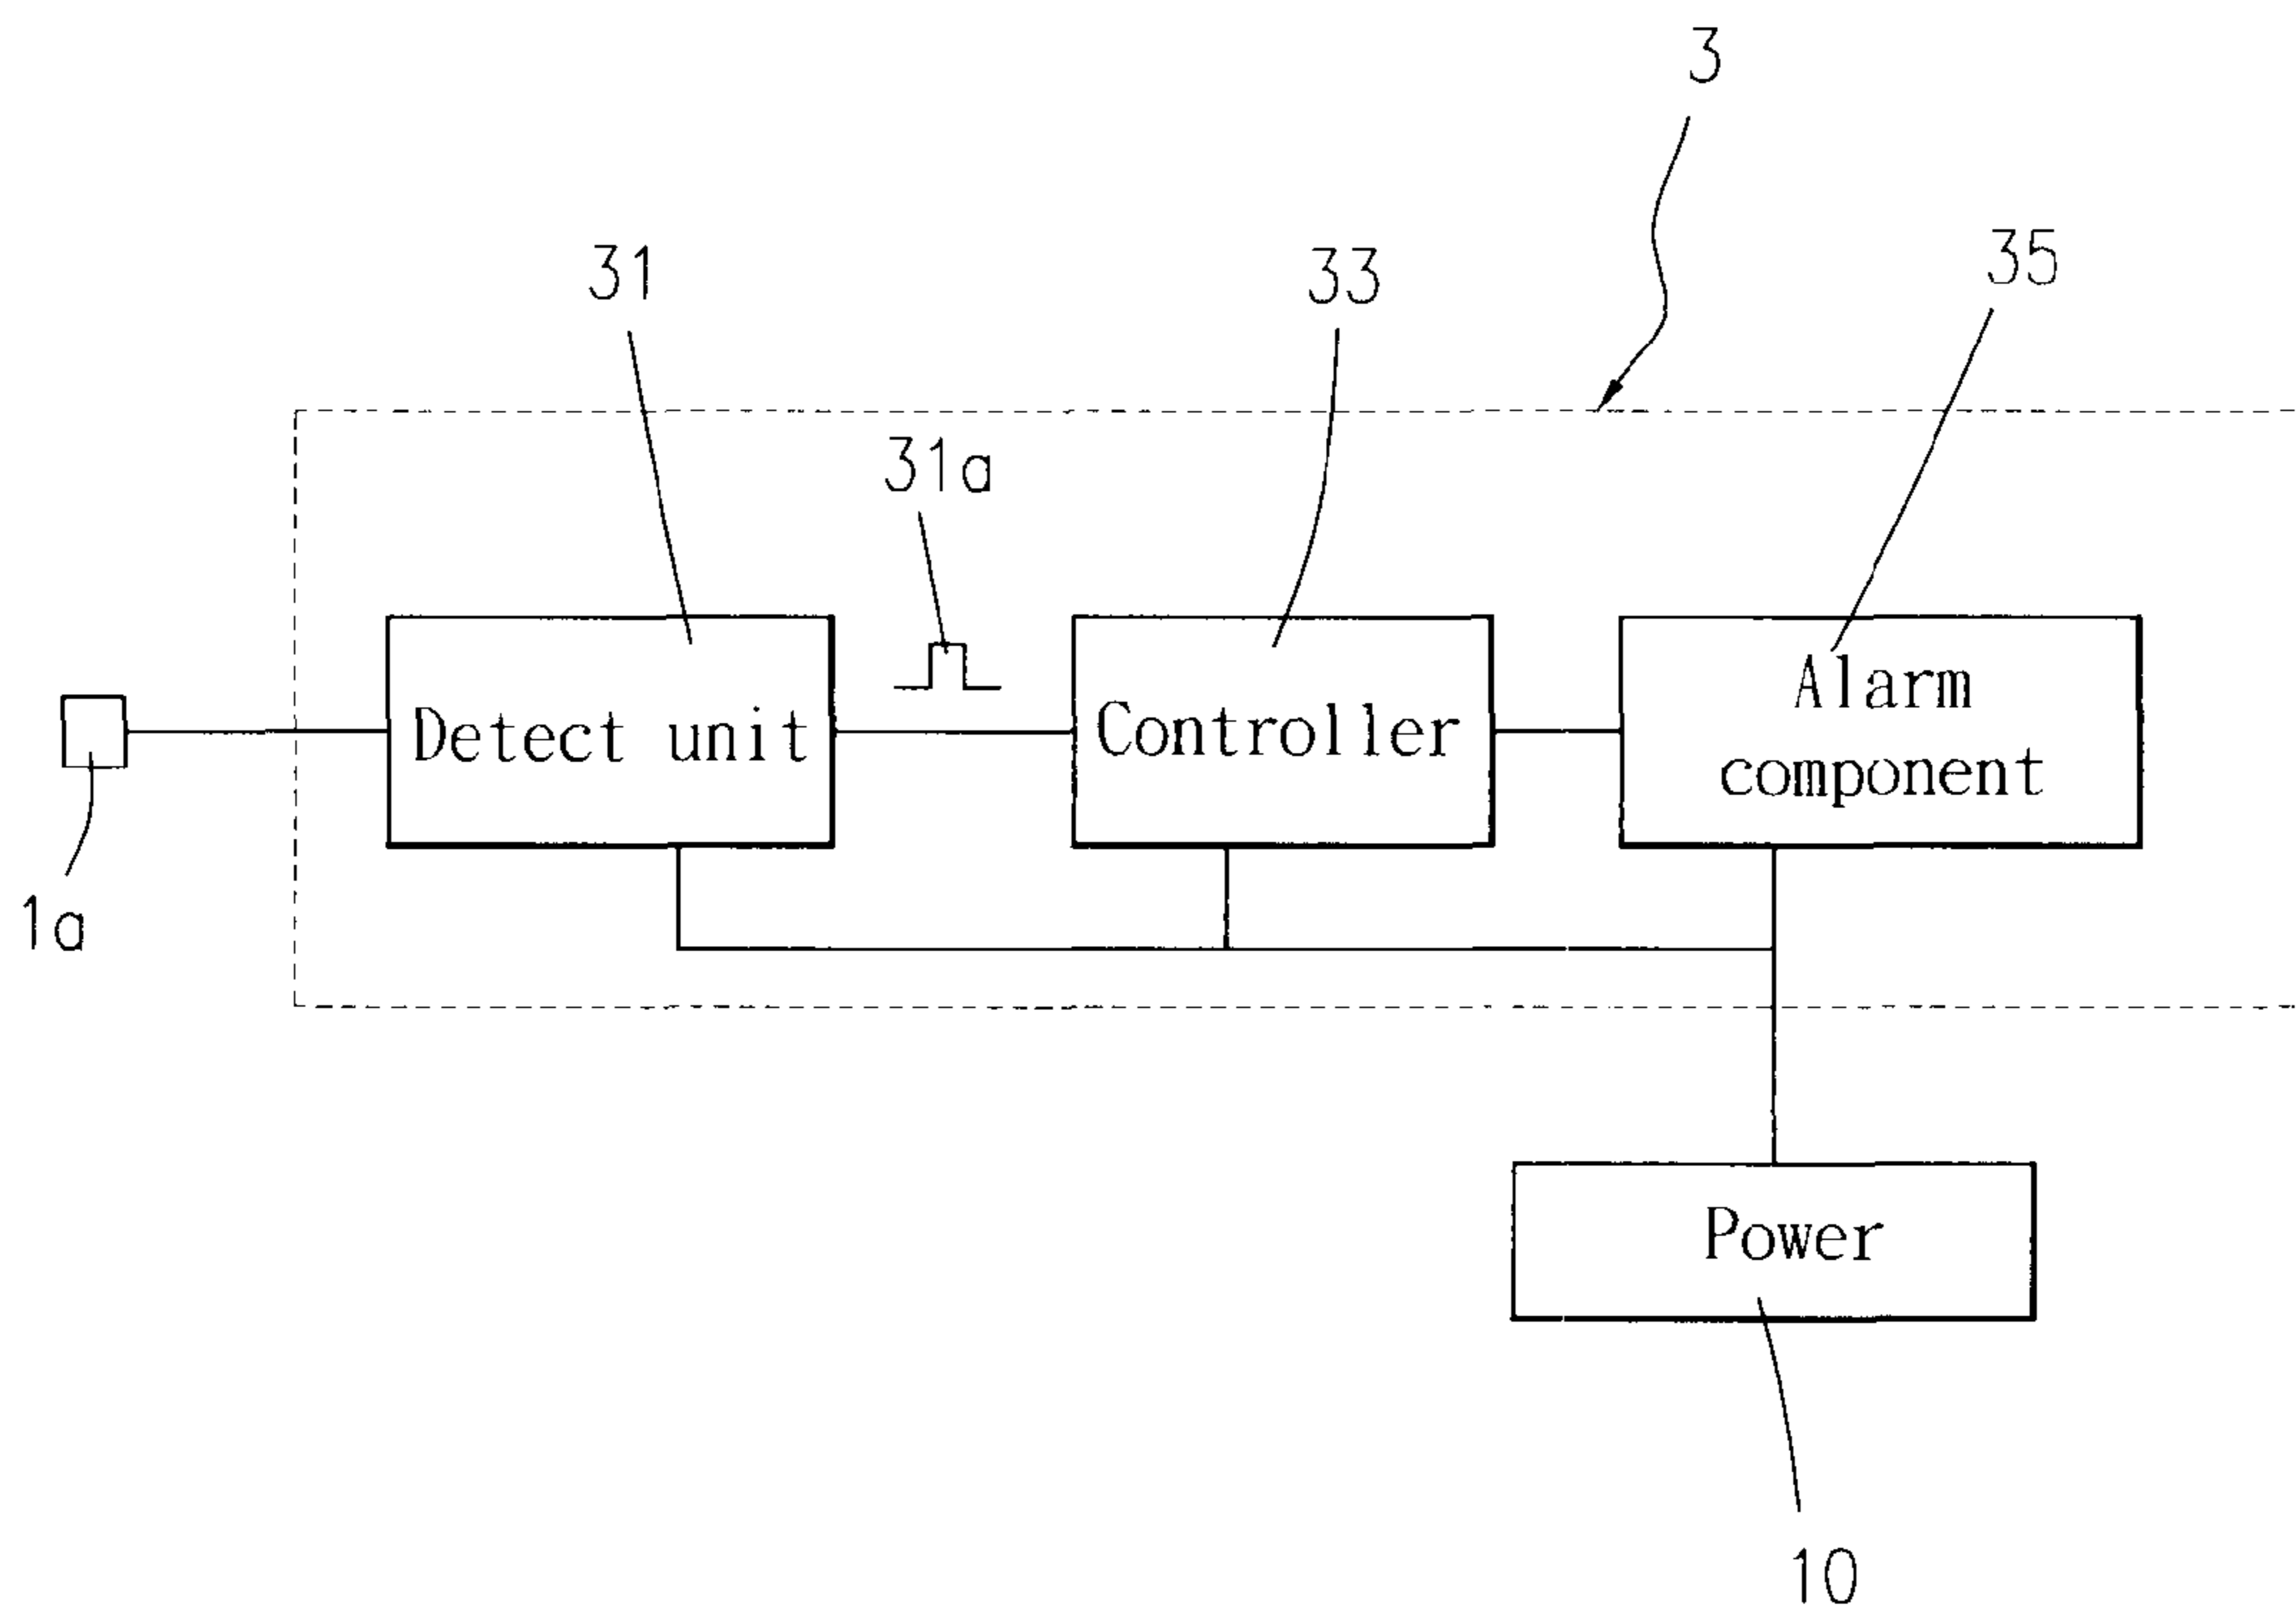 3
31
33
35
31a
Detect unit
Controller
Alarm
component
1a
Power
10